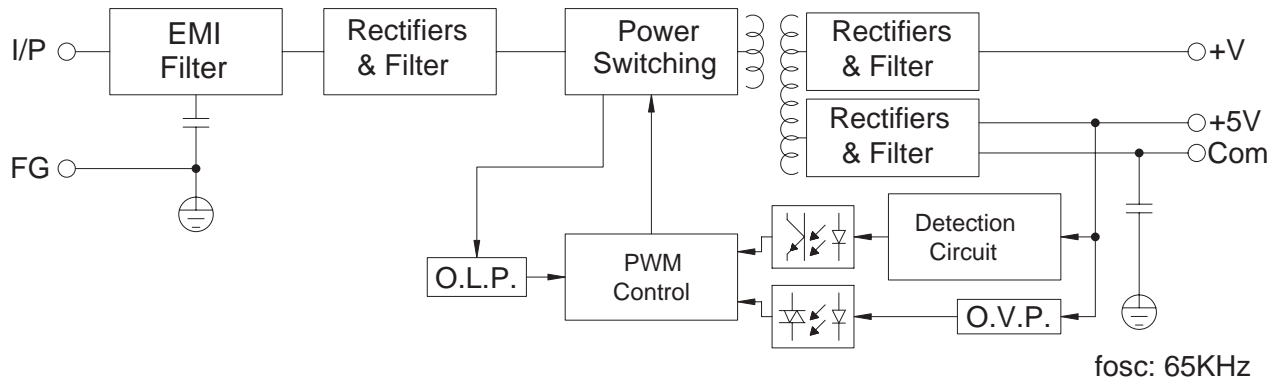 I/P
EMI
Filter
Rectifiers
& Filter
Power
Switching
Rectifiers
& Filter
+V
Rectifiers
& Filter
+5V
Com
FG
Detection
Circuit
O.L.P.
PWM
Control
O.V.P.
fosc: 65KHz